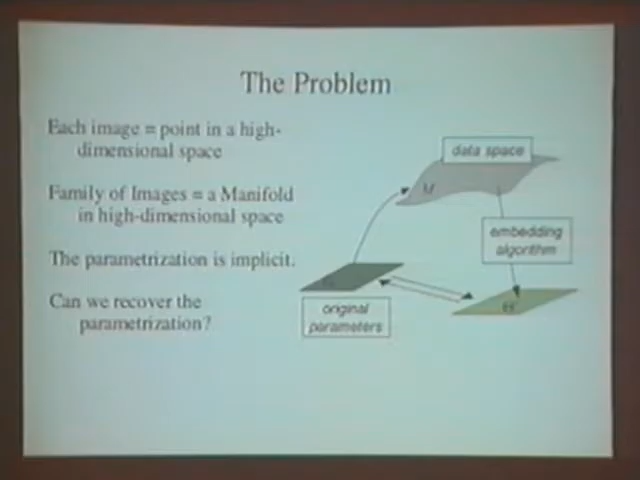 The Problem
Each image = point in a high-
dimensional space
Family of Images = a Manifold
in high-dimensional space
The parametrization is implicit.
Can we recover the
parametrization?
data space
M
embedding
algorithm
original
parameters